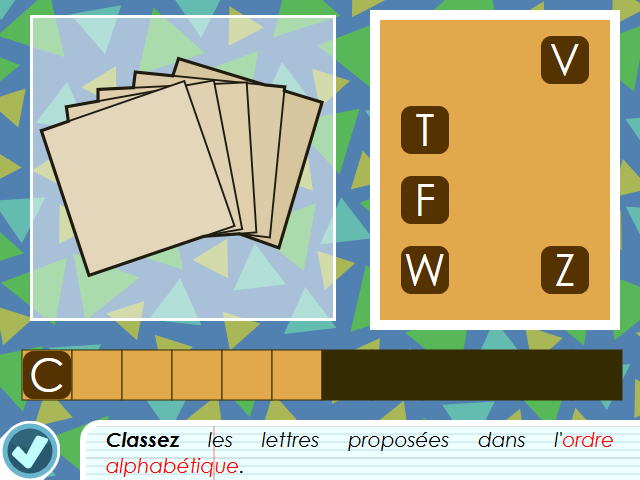 V
T
F
W Z
C
Classez les lettres proposées dans l'ordre
alphabétique.